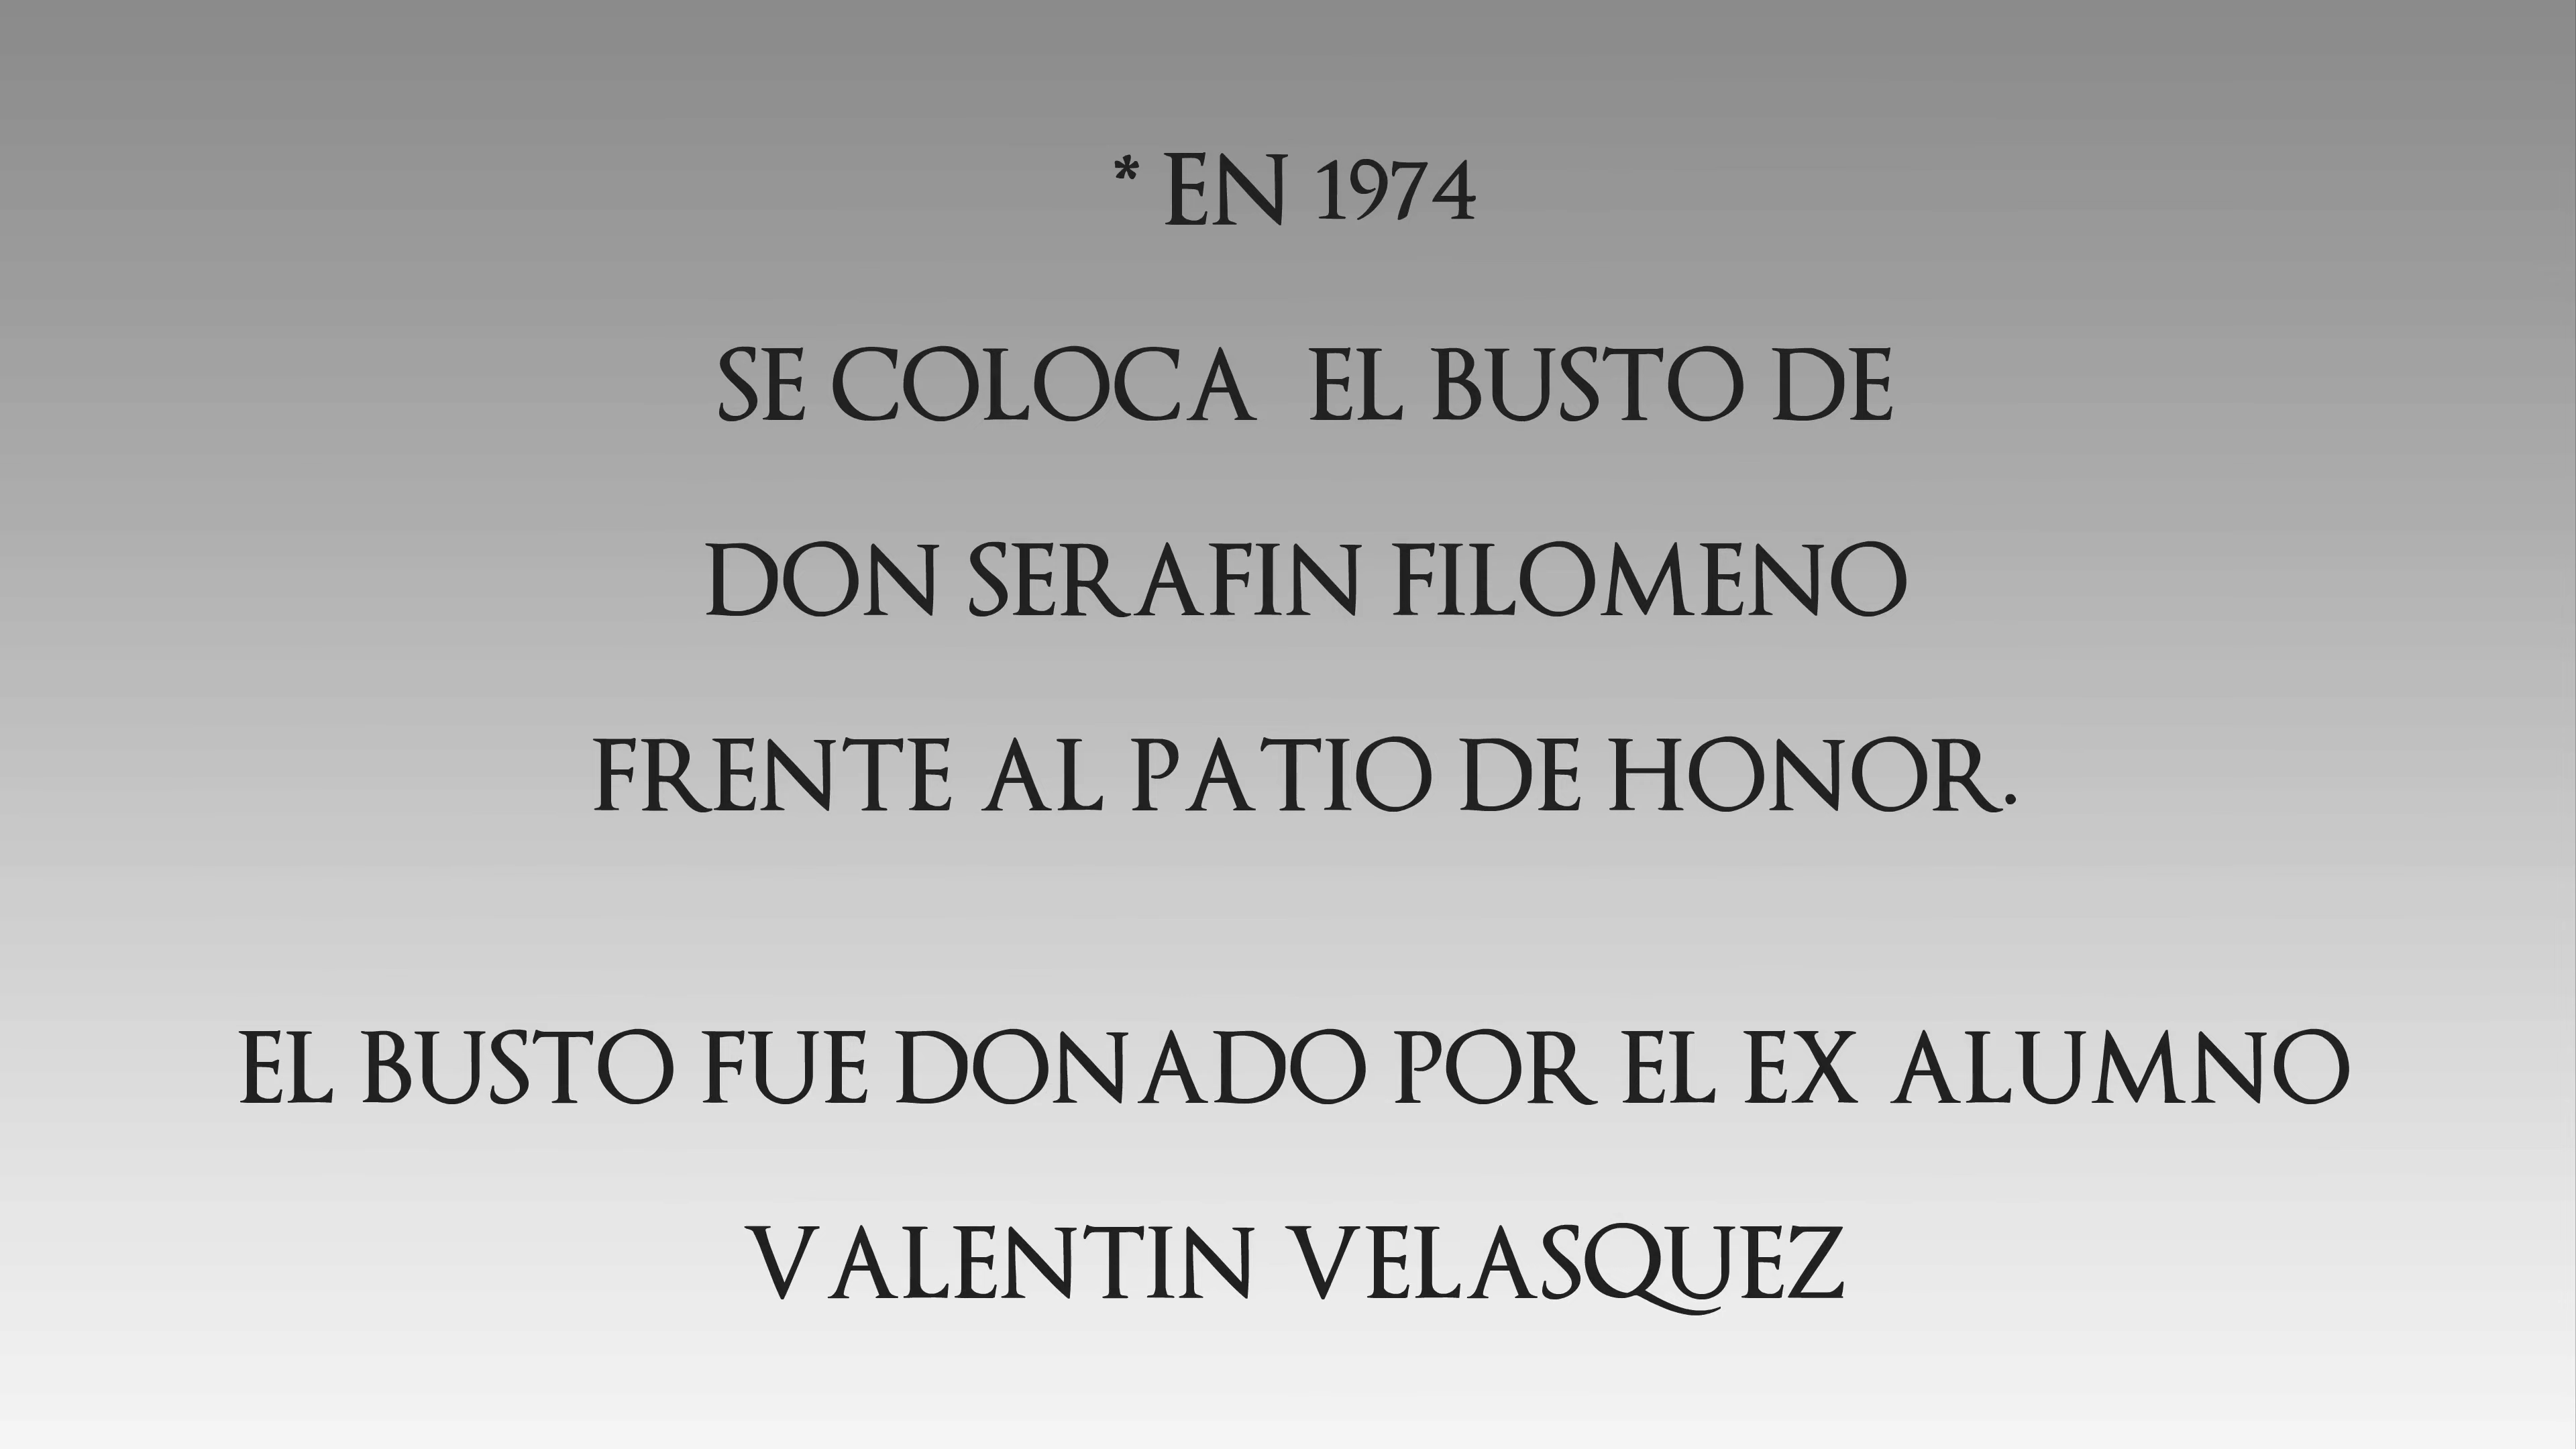 * EN 1974
SE COLOCA EL BUSTO DE
DON SERAFIN FILOMENO
FRENTE AL PATIO DE HONOR.
EL BUSTO FUE DONADO POR EL EX ALUMNO
VALENTIN VELASQUEZ